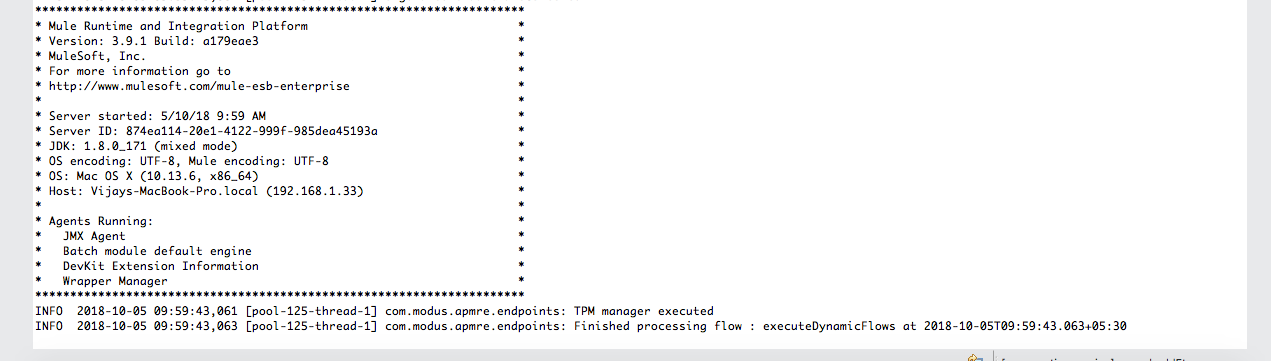 **********************************************************************
* Mule Runtime and Integration Platform                              *
* Version: 3.9.1 Build: a179eae3                                     *
* MuleSoft, Inc.                                                     *
* For more information go to                                         *
* http://www.mulesoft.com/mule-esb-enterprise                        *
*                                                                    *
* Server started: 5/10/18 9:59 AM                                    *
* Server ID: 874ea114-20e1-4122-999f-985dea45193a                    *
* JDK: 1.8.0_171 (mixed mode)                                        *
* OS encoding: UTF-8, Mule encoding: UTF-8                           *
* OS: Mac OS X (10.13.6, x86_64)                                     *
* Host: Vijays-MacBook-Pro.local (192.168.1.33)                      *
*                                                                    *
* Agents Running:                                                    *
*   JMX Agent                                                        *
*   Batch module default engine                                      *
*   DevKit Extension Information                                     *
*   Wrapper Manager                                                  *
**********************************************************************
INFO  2018-10-05 09:59:43,061 [pool-125-thread-1] com.modus.apmre.endpoints: TPM manager executed
INFO  2018-10-05 09:59:43,063 [pool-125-thread-1] com.modus.apmre.endpoints: Finished processing flow : executeDynamicFlows at 2018-10-05T09:59:43.063+05:30